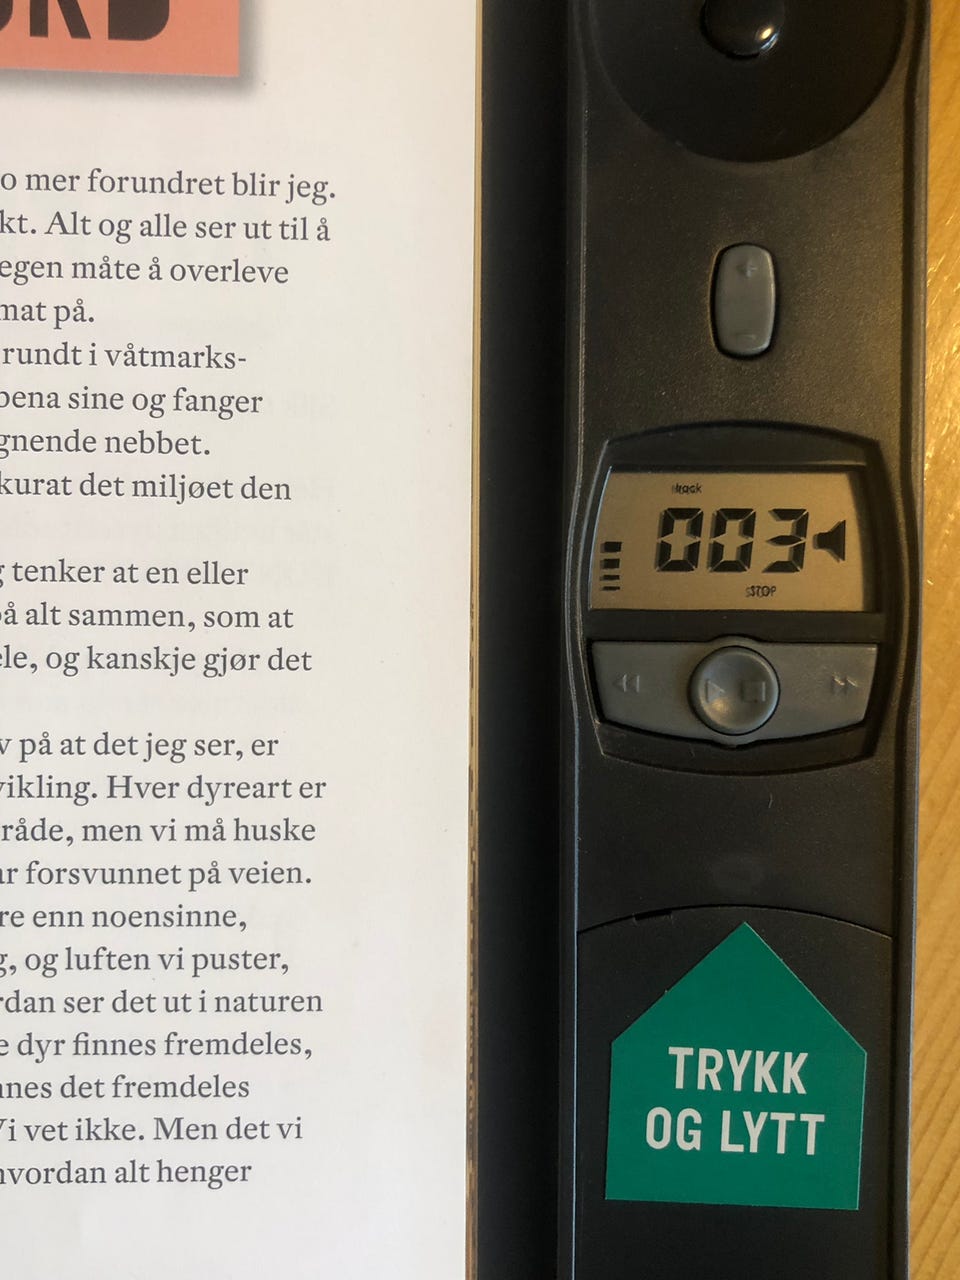 o mer forundret blir jeg.
kt. Alt og alle ser ut til å
egen måte å overleve
mat på.
rundt i våtmarks-
bena sine og fanger
gnende nebbet.
kurat det miljøet den
g tenker at en eller
på alt sammen, som at
ele, og kanskje gjør det
v på at det jeg ser, er
vikling. Hver dyreart er
råde, men vi må huske
ar forsvunnet på veien.
re enn noensinne,
g, og luften vi puster,
rdan ser det ut i naturen
e dyr finnes fremdeles,
nnes det fremdeles
Vi vet ikke. Men det vi
hvordan alt henger
track
003
STOP
TRYKK
OG LYTT